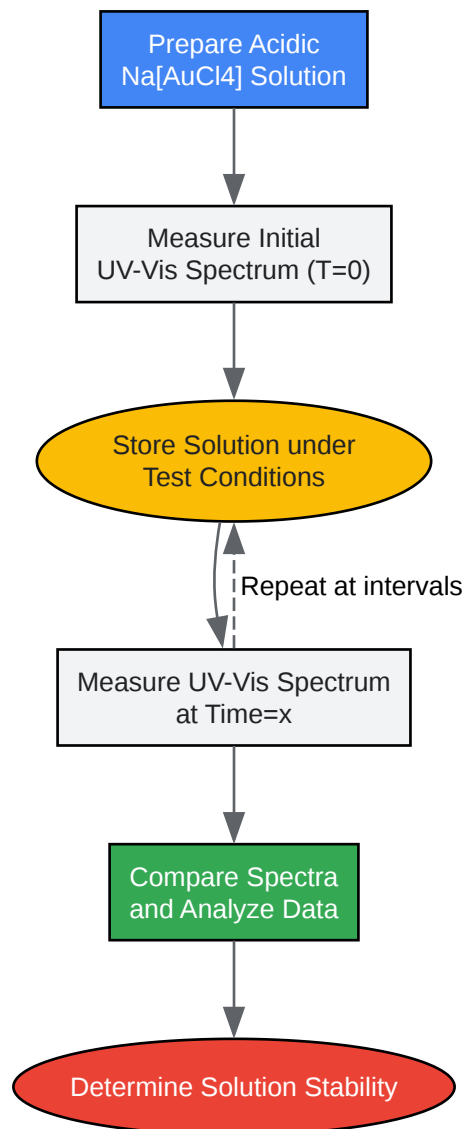 Prepare Acidic
Na[AuCl4] Solution
Measure Initial
UV-Vis Spectrum (T=0)
Store Solution under
Test Conditions
Repeat at intervals
Measure UV-Vis Spectrum
at Time=x
Compare Spectra
and Analyze Data
Determine Solution Stability